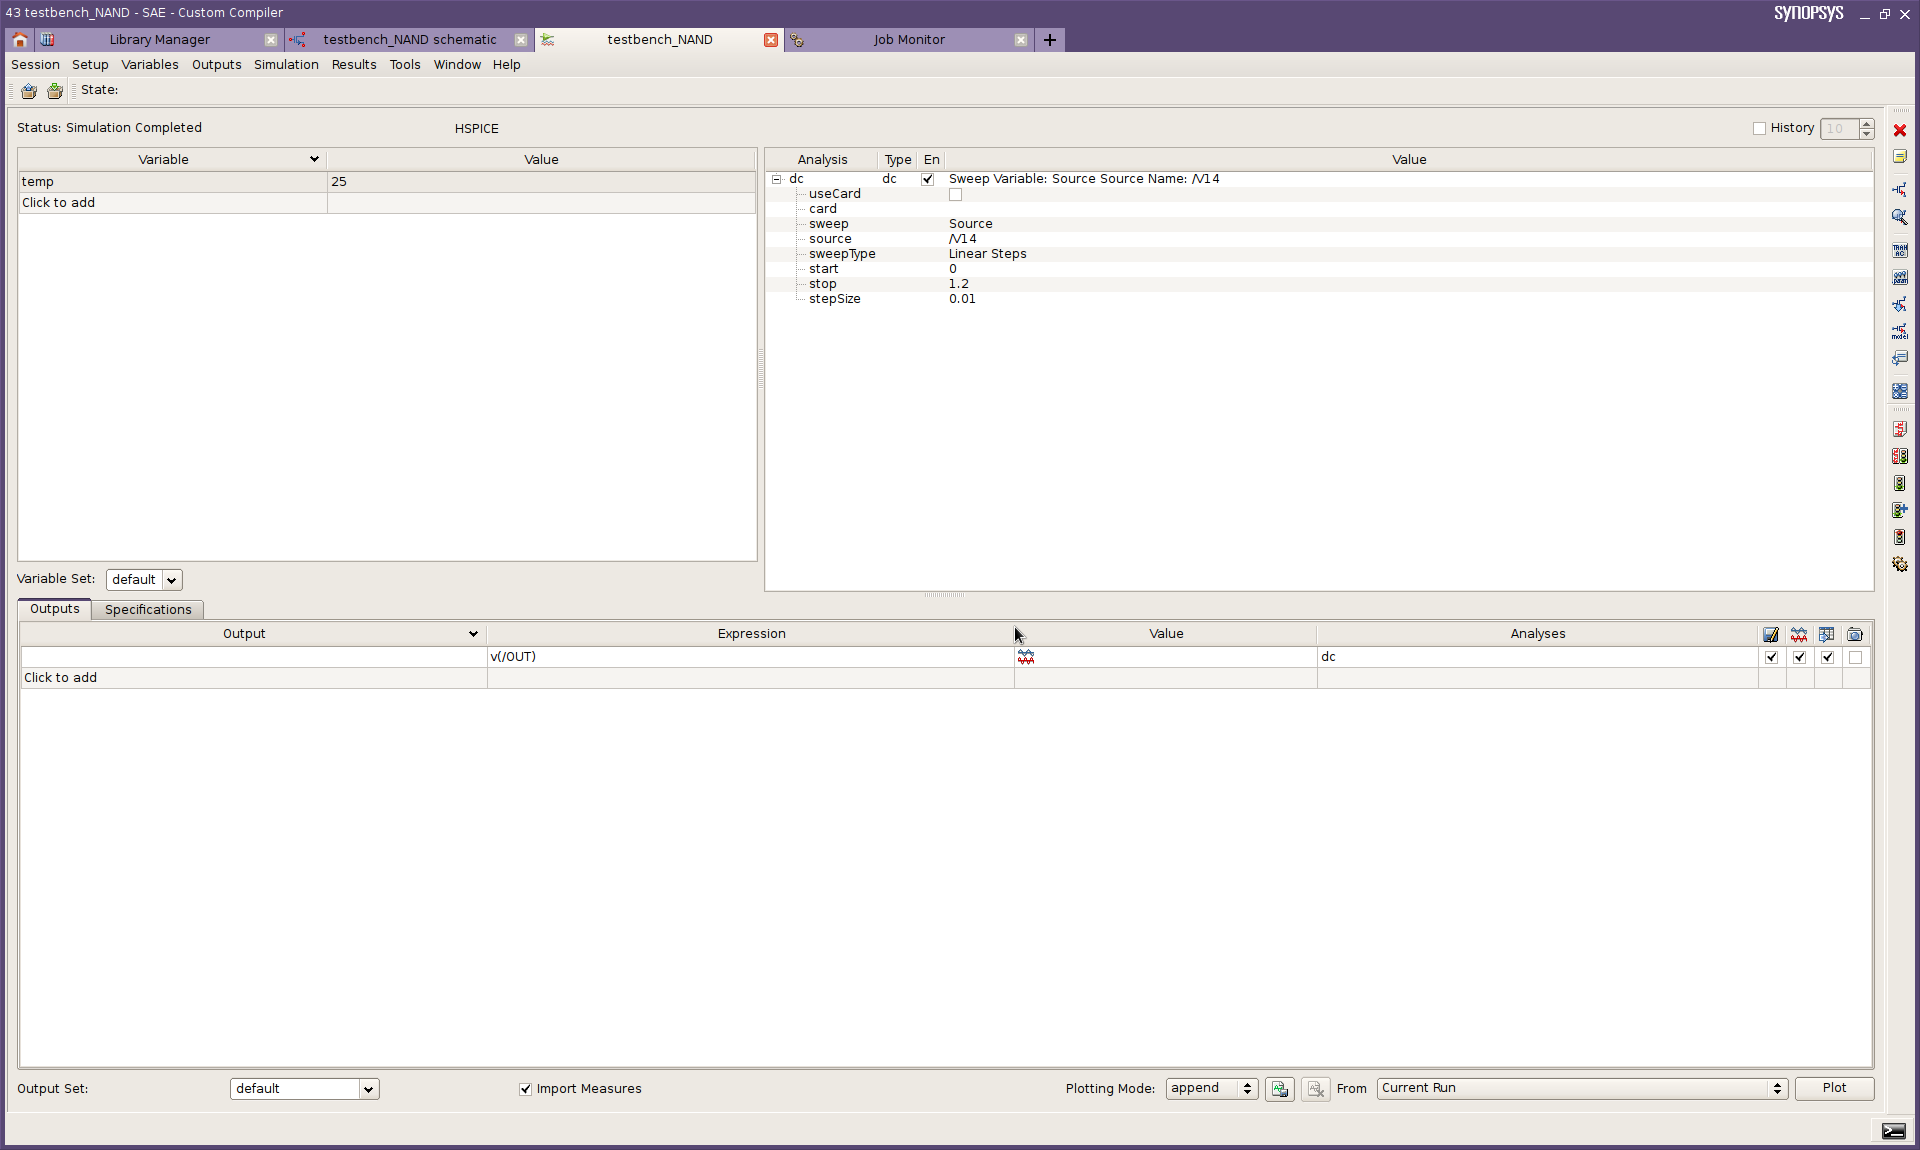 43 testbench_NAND - SAE - Custom Compiler
SYNOPSYS
Library Manager
testbench_NAND schematic
testbench_NAND
Job Monitor
Session Setup Variables Outputs Simulation Results Tools Window Help
State:
Status: Simulation Completed
HSPICE
History 10
Variable Value
temp 25
Click to add
Analysis Type En Value
dc dc Sweep Variable: Source Source Name: /V14
useCard
card
sweep Source
source /V14
sweepType Linear Steps
start 0
stop 1.2
stepSize 0.01
Variable Set: default
Outputs Specifications
Output Expression Value Analyses
v(/OUT) dc
Click to add
Output Set: default Import Measures Plotting Mode: append From Current Run Plot